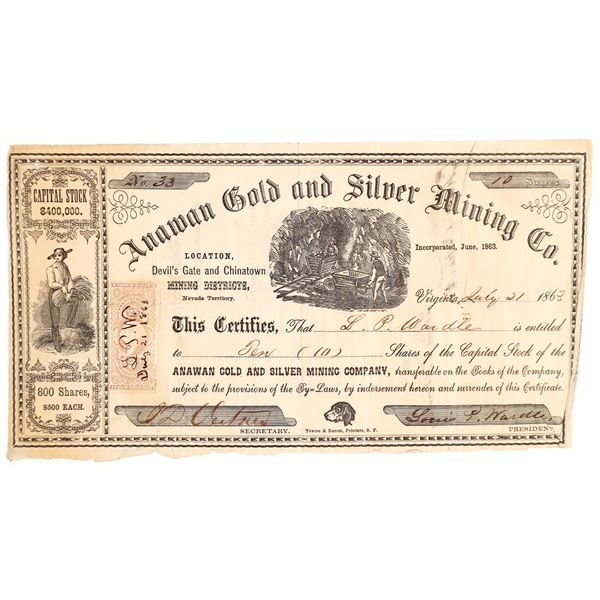 No. 33
10 Shares
CAPITAL STOCK
$400,000.
Anawan Gold and Silver Mining Co.
LOCATION,
Devil's Gate and Chinatown
MINING DISTRICTS,
Nevada Territory.
Incorporated, June, 1863.
Virginia, July 21 1863
L. P. W.
21, 1863
This Certifies, That L P. Wardle is entitled
to Ten (10) Shares of the Capital Stock of the
ANAWAN GOLD AND SILVER MINING COMPANY, transferable on the Books of the Company,
subject to the provisions of the By-Laws, by indorsement hereon and surrender of this Certificate.
800 Shares,
$500 EACH.
Louis P. Wardle
SECRETARY.
Towne & Bacon, Printers, S. F.
PRESIDENT.